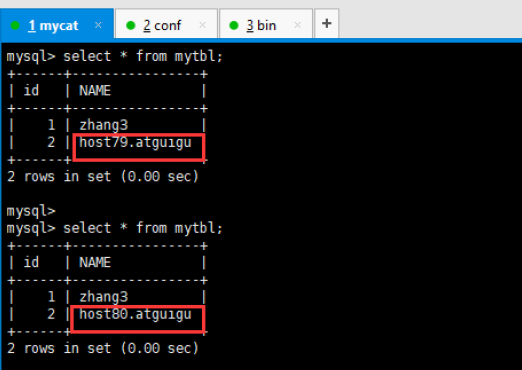 1 mycat × 2 conf × 3 bin × +
mysql> select * from mytbl;
+------+----------------+
| id   | NAME           |
+------+----------------+
|    1 | zhang3         |
|    2 | host79.atguigu
+------+----------------+
2 rows in set (0.00 sec)
mysql>
mysql> select * from mytbl;
+------+----------------+
| id   | NAME           |
+------+----------------+
|    1 | zhang3         |
|    2 | host80.atguigu
+------+----------------+
2 rows in set (0.00 sec)